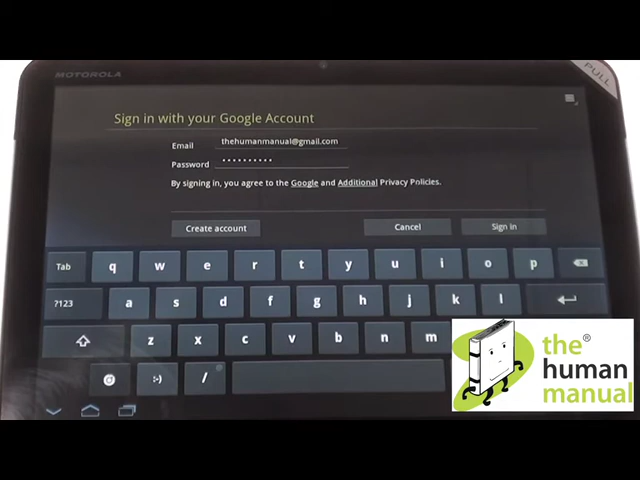 MOTOROLA
PULL
Sign in with your Google Account
Email thehumanmanual@gmail.com
Password ••••••••••
By signing in, you agree to the Google and Additional Privacy Policies.
Create account Cancel Sign in
Tab q w e r t y u i o p
?123 a s d f g h j k l
z x c v b n m
@ :-) /
the®
human
manual